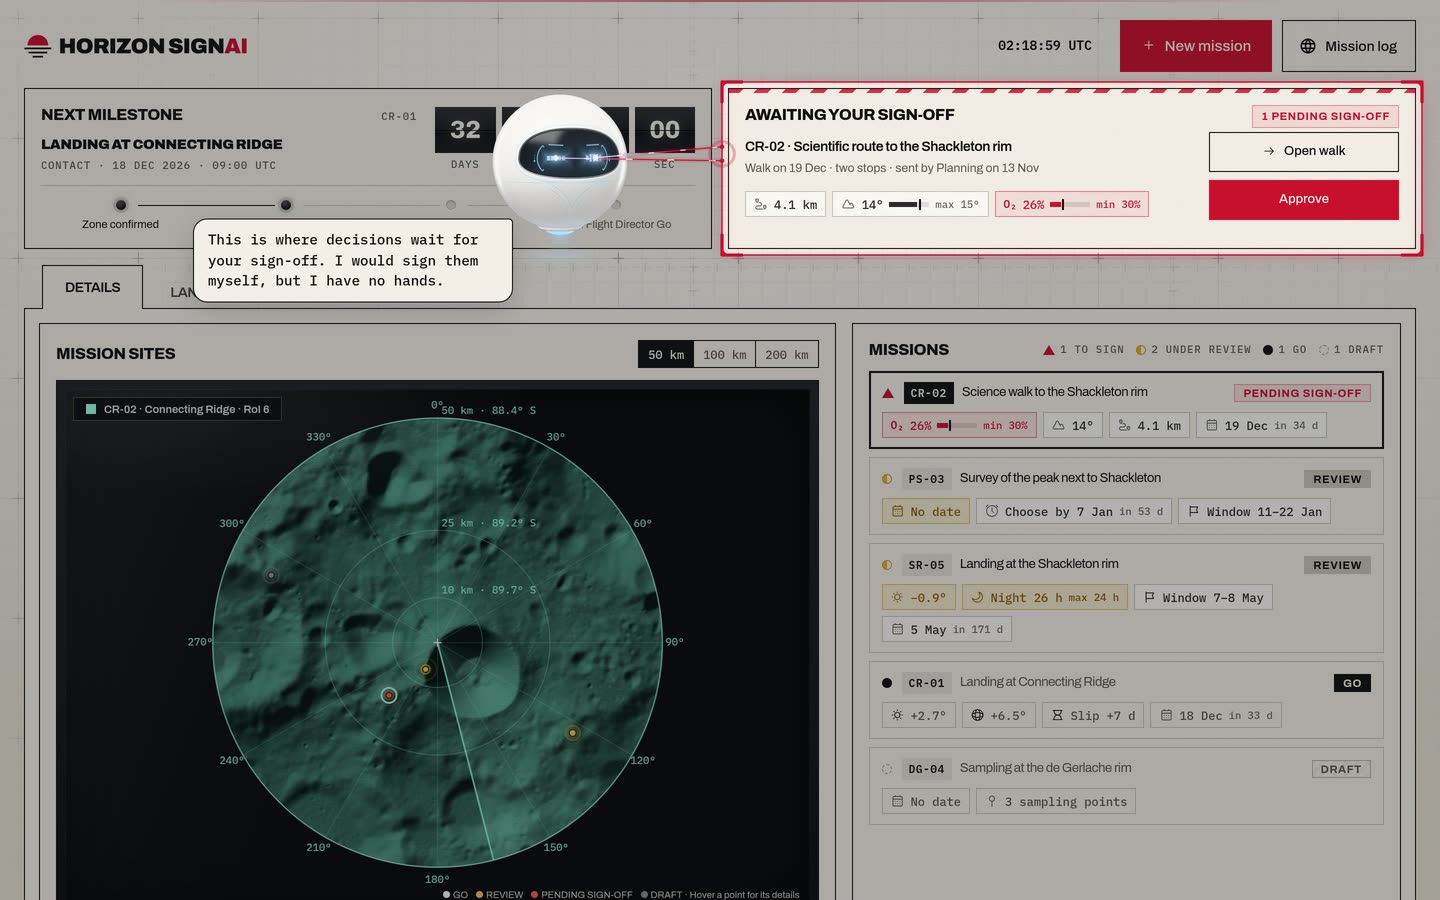 HORIZON SIGNAI
02:18:59 UTC
+ New mission
Mission log
NEXT MILESTONE
CR-01
LANDING AT CONNECTING RIDGE
CONTACT · 18 DEC 2026 · 09:00 UTC
32
00
DAYS
SEC
Zone confirmed
Flight Director Go
This is where decisions wait for
your sign-off. I would sign them
myself, but I have no hands.
AWAITING YOUR SIGN-OFF
1 PENDING SIGN-OFF
CR-02 · Scientific route to the Shackleton rim
Walk on 19 Dec · two stops · sent by Planning on 13 Nov
4.1 km
14° max 15°
O₂ 26% min 30%
→ Open walk
Approve
DETAILS
LAN
MISSION SITES
50 km
100 km
200 km
CR-02 · Connecting Ridge · Rol 6
0°
50 km · 88.4° S
330°
30°
300°
25 km · 89.2° S
60°
10 km · 89.7° S
270°
90°
240°
120°
210°
150°
180°
GO
REVIEW
PENDING SIGN-OFF
DRAFT · Hover a point for its details
MISSIONS
1 TO SIGN
2 UNDER REVIEW
1 GO
1 DRAFT
CR-02 Science walk to the Shackleton rim
PENDING SIGN-OFF
O₂ 26% min 30%
14°
4.1 km
19 Dec in 34 d
PS-03 Survey of the peak next to Shackleton
REVIEW
No date
Choose by 7 Jan in 53 d
Window 11–22 Jan
SR-05 Landing at the Shackleton rim
REVIEW
−0.9°
Night 26 h max 24 h
Window 7–8 May
5 May in 171 d
CR-01 Landing at Connecting Ridge
GO
+2.7°
+6.5°
Slip +7 d
18 Dec in 33 d
DG-04 Sampling at the de Gerlache rim
DRAFT
No date
3 sampling points